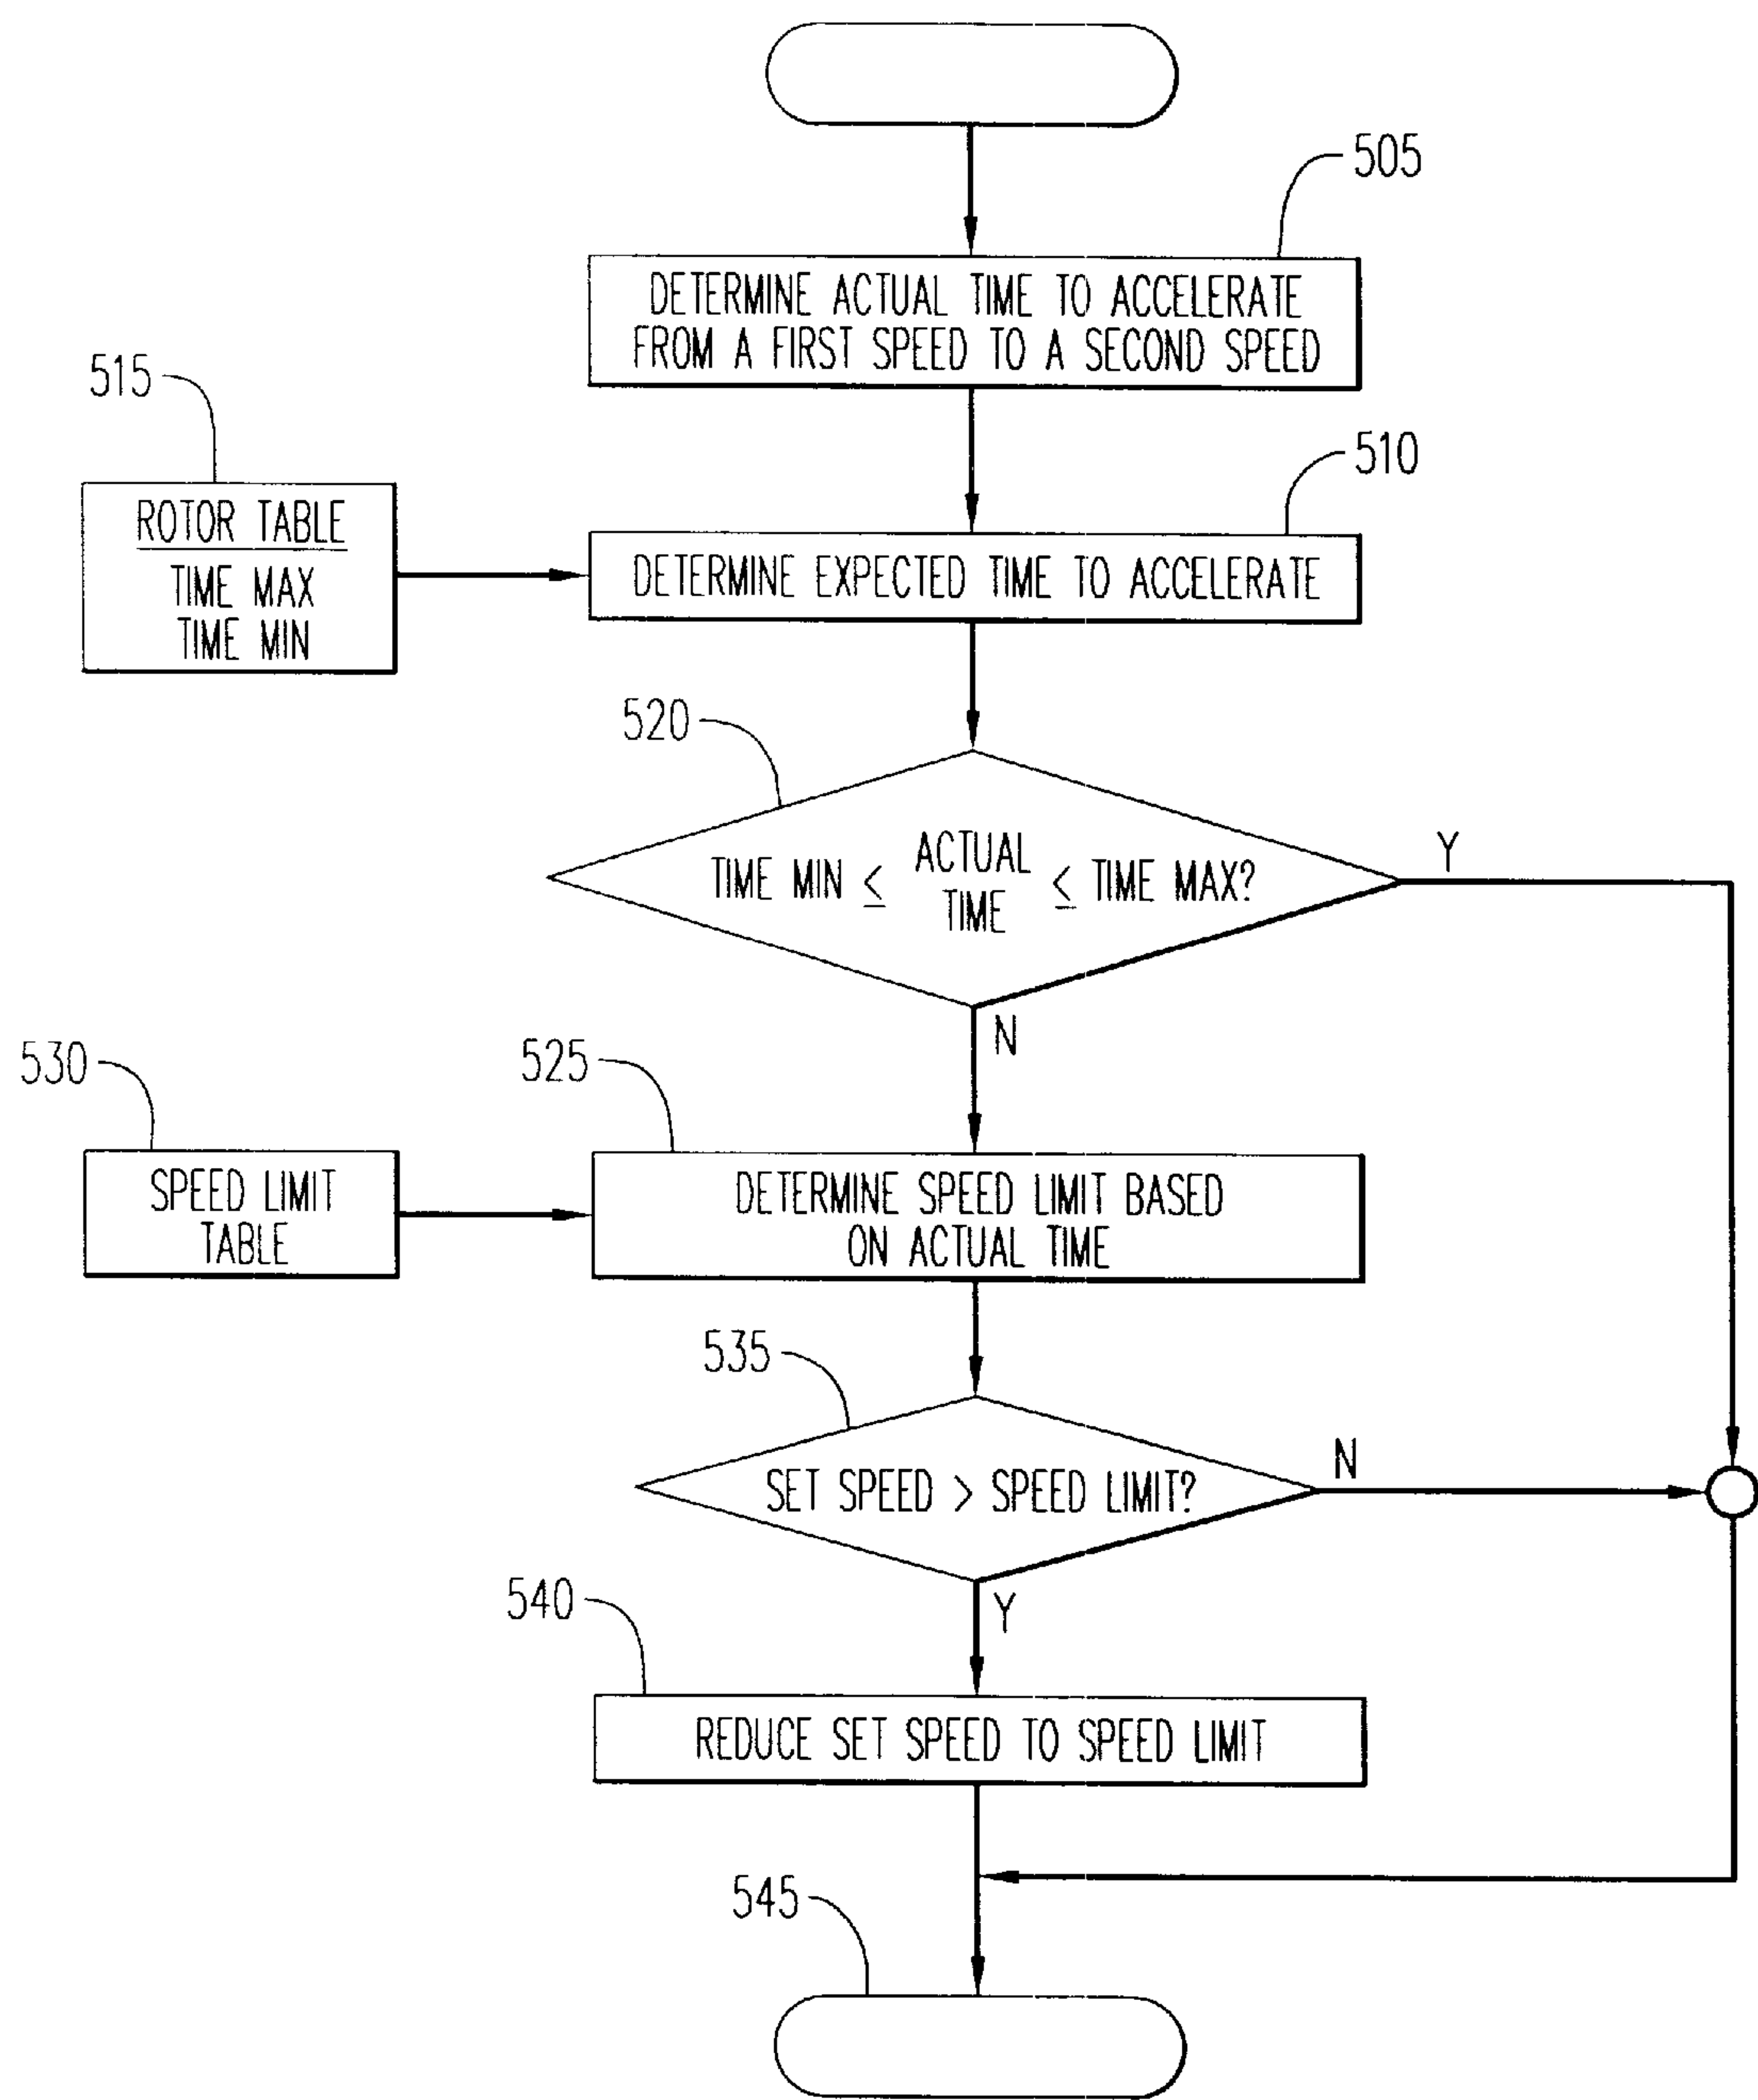 505
DETERMINE ACTUAL TIME TO ACCELERATE
FROM A FIRST SPEED TO A SECOND SPEED
515
510
ROTOR TABLE
TIME MAX
TIME MIN
DETERMINE EXPECTED TIME TO ACCELERATE
520
TIME MIN ≤ ACTUAL TIME ≤ TIME MAX?
Y
N
530
525
SPEED LIMIT
TABLE
DETERMINE SPEED LIMIT BASED
ON ACTUAL TIME
535
SET SPEED > SPEED LIMIT?
N
Y
540
REDUCE SET SPEED TO SPEED LIMIT
545